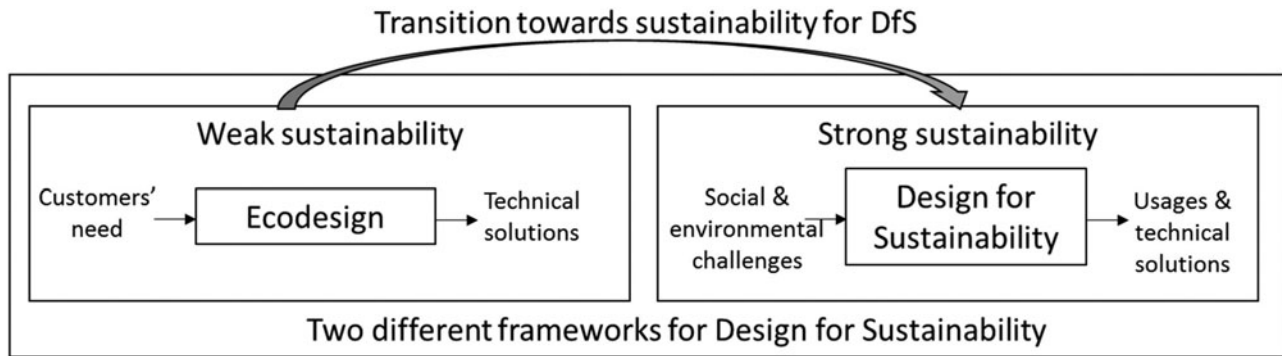 Transition towards sustainability for DfS
Weak sustainability
Customers'
need
Ecodesign
Technical
solutions
Strong sustainability
Social &
environmental
challenges
Design for
Sustainability
Usages &
technical
solutions
Two different frameworks for Design for Sustainability